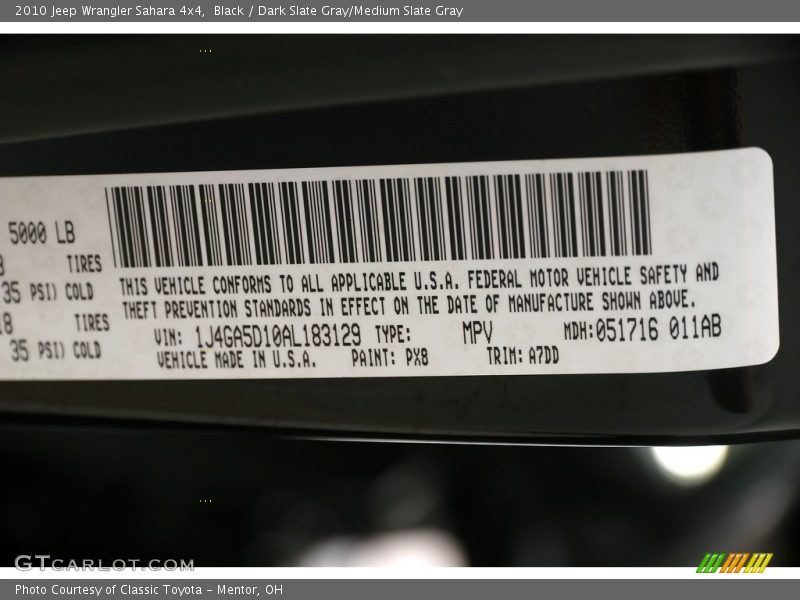 2010 Jeep Wrangler Sahara 4x4, Black / Dark Slate Gray/Medium Slate Gray
5000 LB
TIRES
35 PSI) COLD
THIS VEHICLE CONFORMS TO ALL APPLICABLE U.S.A. FEDERAL MOTOR VEHICLE SAFETY AND
THEFT PREVENTION STANDARDS IN EFFECT ON THE DATE OF MANUFACTURE SHOWN ABOVE.
18 TIRES
VIN: 1J4GA5D10AL183129 TYPE: MPV MDH:051716 011AB
35 PSI) COLD
VEHICLE MADE IN U.S.A. PAINT: PX8 TRIM: A7DD
GTCARLOT.COM
Photo Courtesy of Classic Toyota - Mentor, OH